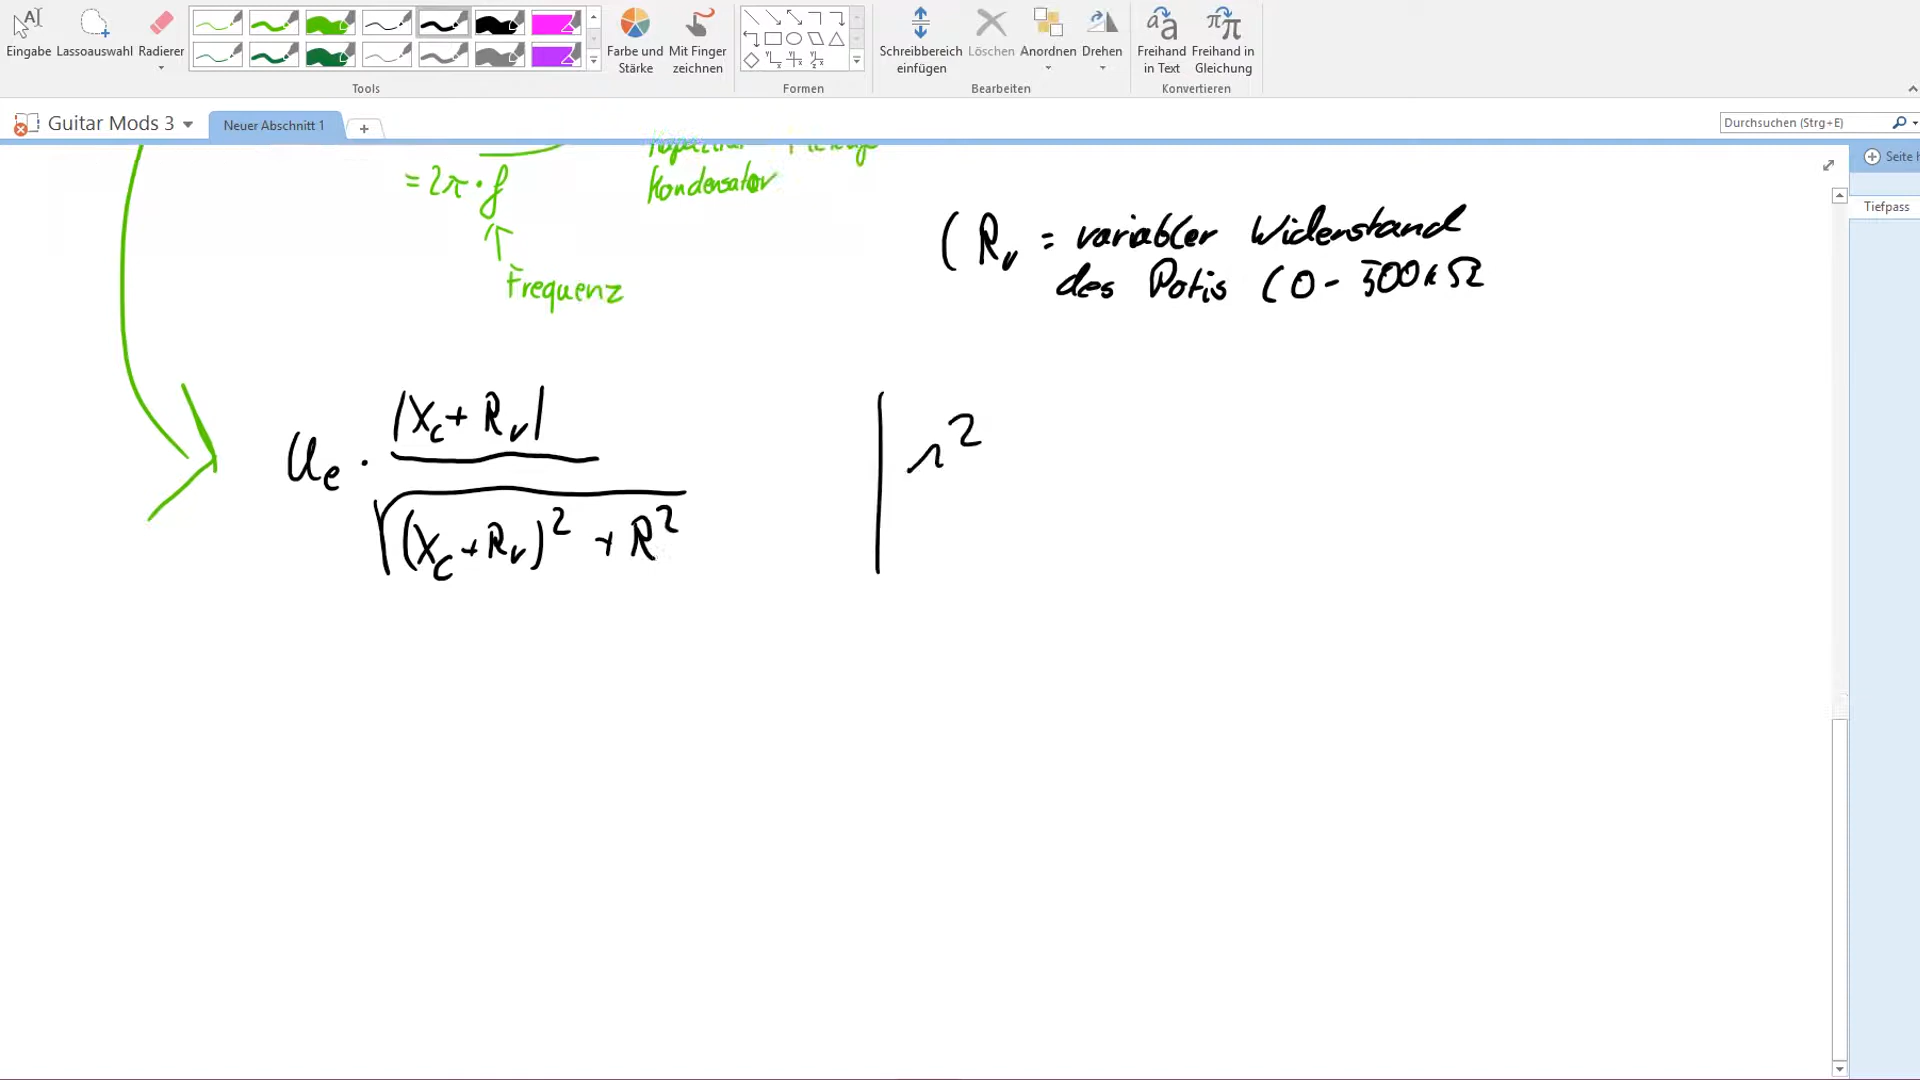 Eingabe
Lassoauswahl
Radierer
Farbe und
Stärke
Mit Finger
zeichnen
Schreibbereich
einfügen
Löschen
Anordnen
Drehen
Freihand
in Text
Freihand in
Gleichung
Tools
Formen
Bearbeiten
Konvertieren
Guitar Mods 3
Neuer Abschnitt 1
+
Durchsuchen (Strg+E)
Seite h
Tiefpass
= 2π · f
Kondensator
Frequenz
( Rv = variabler Widerstand
des Potis ( 0 - 500kΩ
|Xc + Rv|
Ue ·
√(Xc + Rv)² + R²